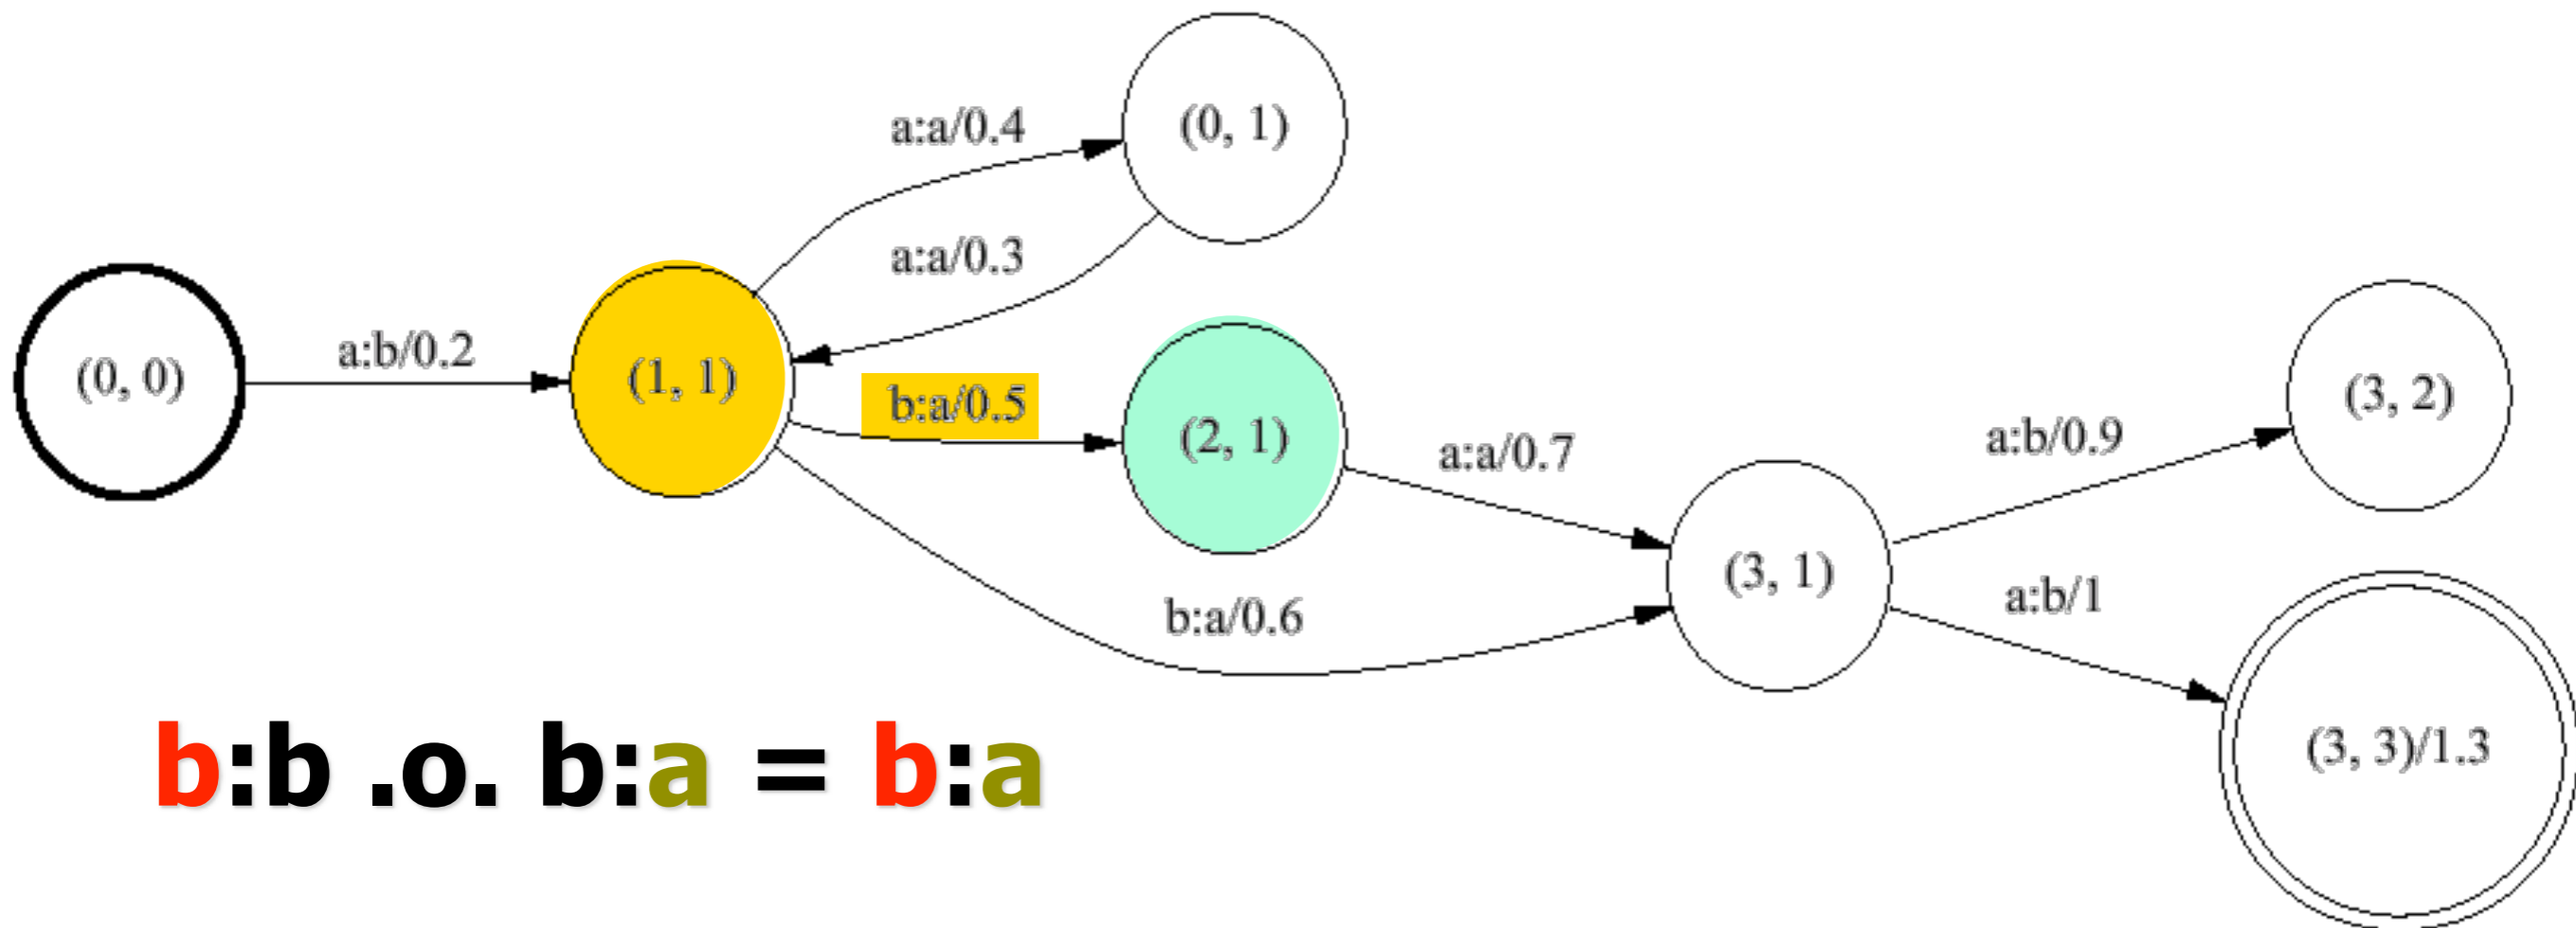 a:a/0.4
(0, 1)
a:a/0.3
(0, 0)
a:b/0.2
(1, 1)
b:a/0.5
(2, 1)
a:a/0.7
a:b/0.9
(3, 2)
b:a/0.6
(3, 1)
a:b/1
(3, 3)/1.3
b:b .o. b:a = b:a